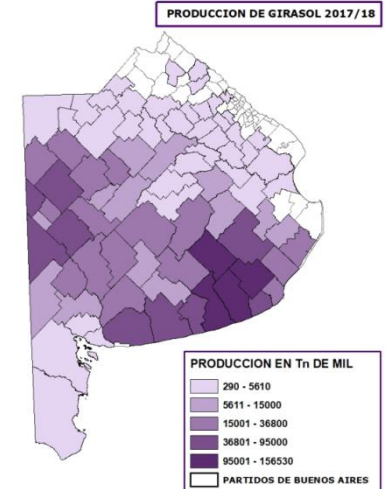 PRODUCCION DE GIRASOL 2017/18
PRODUCCION EN Tn DE MIL
290 - 5610
5611 - 15000
15001 - 36800
36801 - 95000
95001 - 156530
PARTIDOS DE BUENOS AIRES